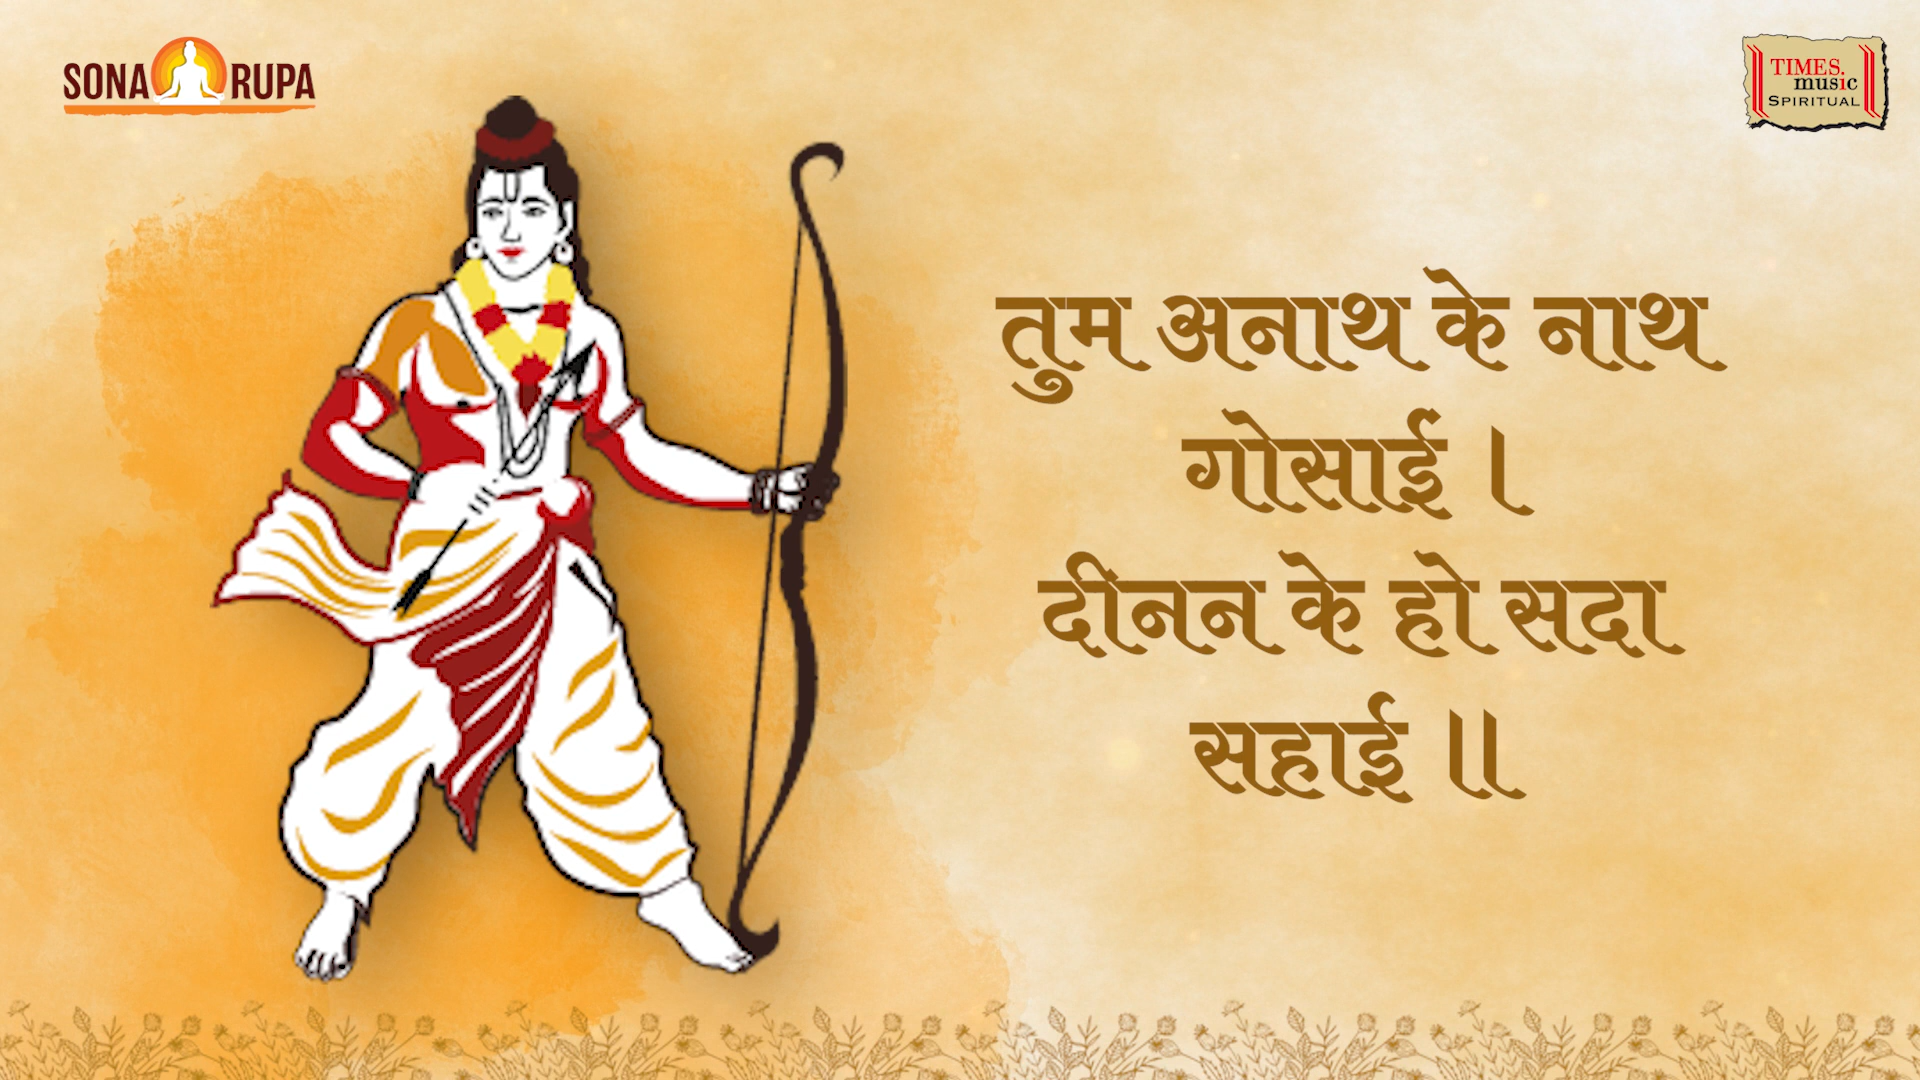 SONA RUPA
TIMES.
music
SPIRITUAL
तुम अनाथ के नाथ
गोसाई ।
दीनन के हो सदा
सहाई ॥